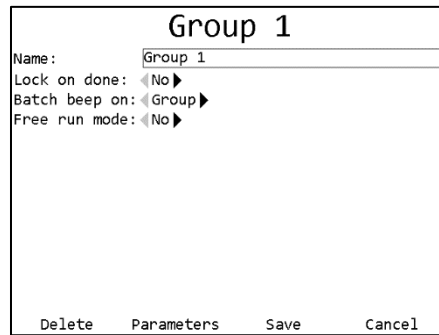 Group 1
Name: Group 1
Lock on done: No
Batch beep on: Group
Free run mode: No
Delete Parameters Save Cancel